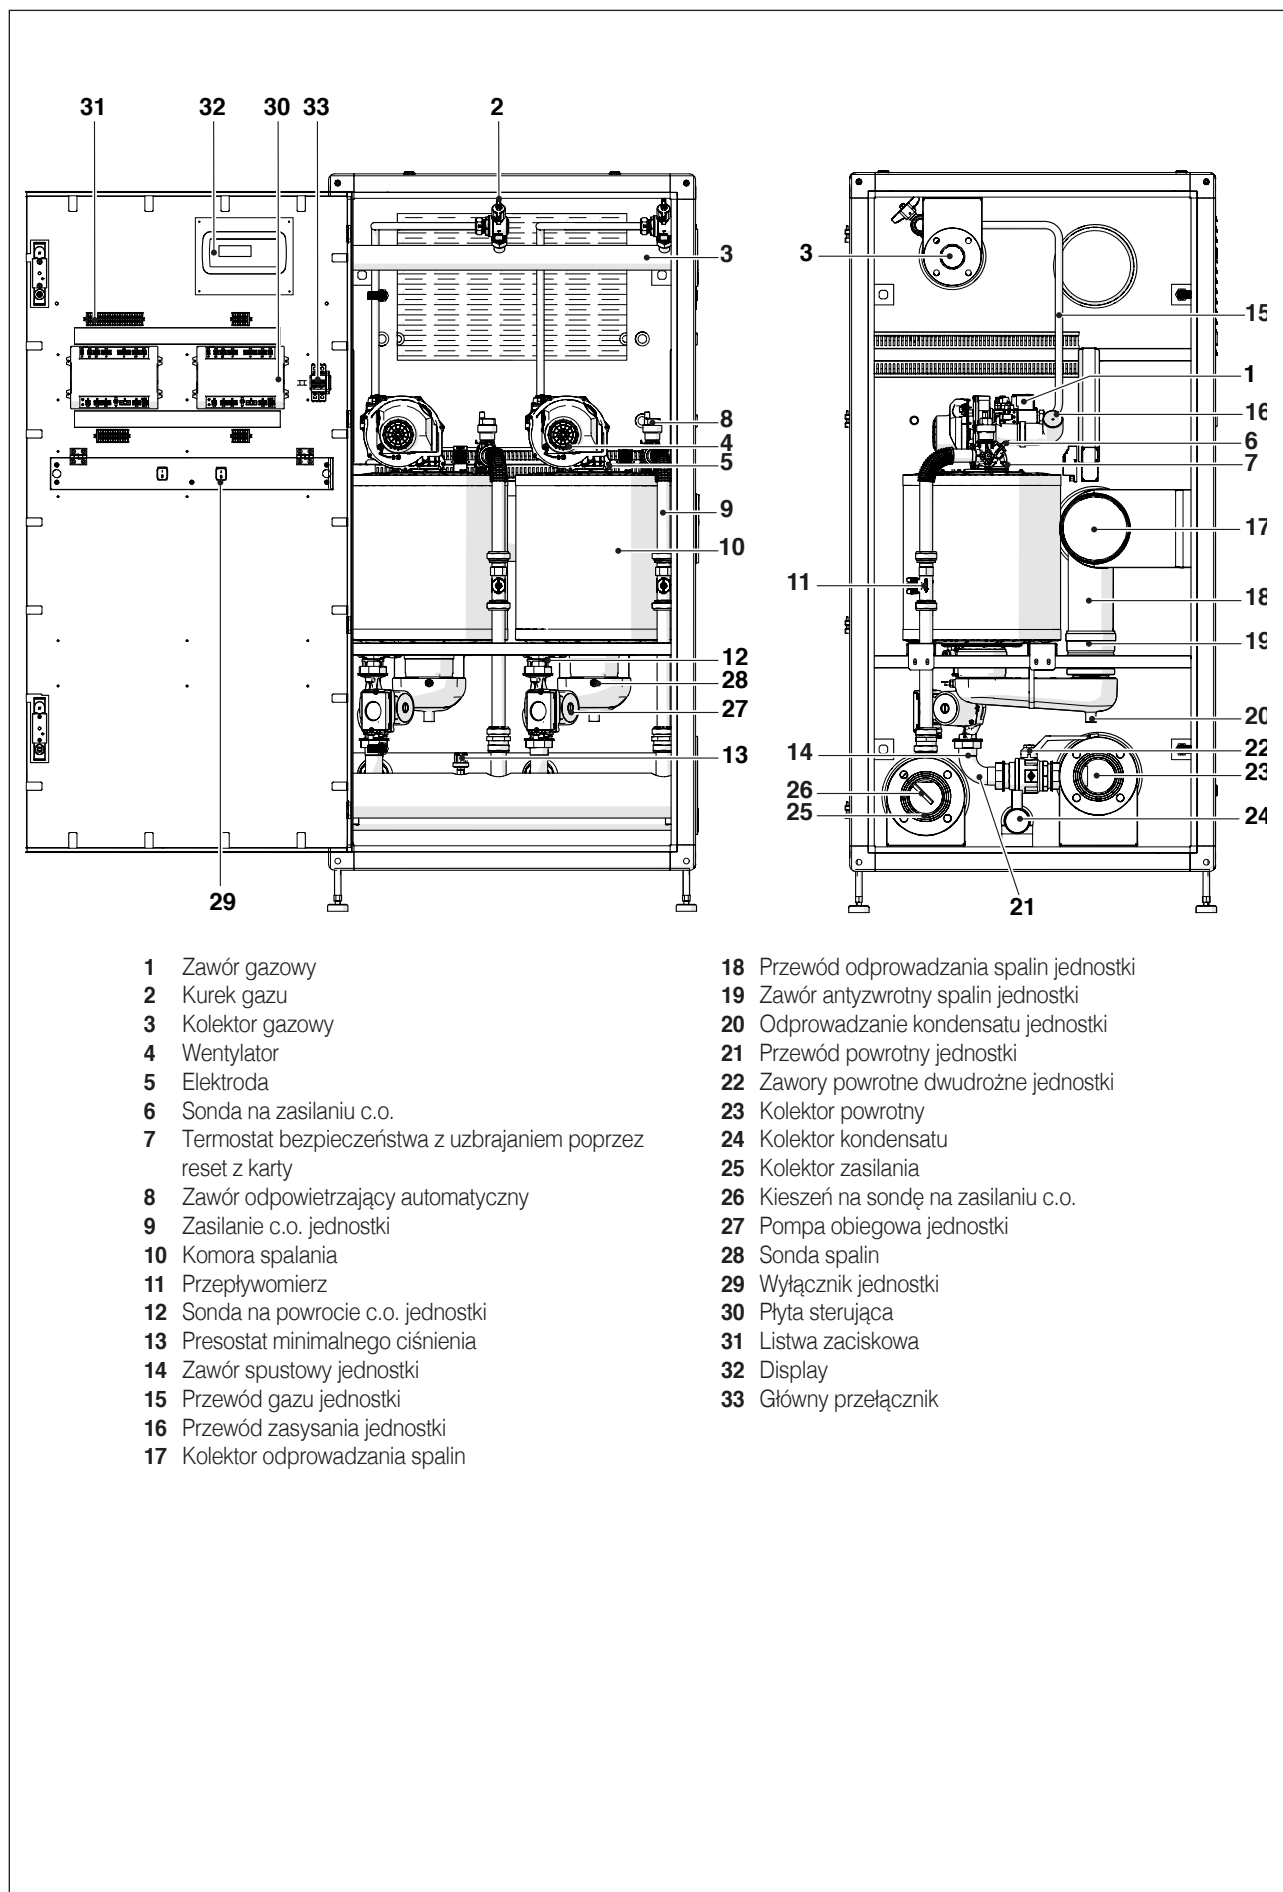 31 32 30 33 2
3 3
15
1
8 16
4 6
5 7
9
17
10
11
18
12 19
28
27 20
13 14 22
26 23
25 24
29 21
1 Zawór gazowy
2 Kurek gazu
3 Kolektor gazowy
4 Wentylator
5 Elektroda
6 Sonda na zasilaniu c.o.
7 Termostat bezpieczeństwa z uzbrajaniem poprzez
reset z karty
8 Zawór odpowietrzający automatyczny
9 Zasilanie c.o. jednostki
10 Komora spalania
11 Przepływomierz
12 Sonda na powrocie c.o. jednostki
13 Presostat minimalnego ciśnienia
14 Zawór spustowy jednostki
15 Przewód gazu jednostki
16 Przewód zasysania jednostki
17 Kolektor odprowadzania spalin
18 Przewód odprowadzania spalin jednostki
19 Zawór antyzwrotny spalin jednostki
20 Odprowadzanie kondensatu jednostki
21 Przewód powrotny jednostki
22 Zawory powrotne dwudrożne jednostki
23 Kolektor powrotny
24 Kolektor kondensatu
25 Kolektor zasilania
26 Kieszeń na sondę na zasilaniu c.o.
27 Pompa obiegowa jednostki
28 Sonda spalin
29 Wyłącznik jednostki
30 Płyta sterująca
31 Listwa zaciskowa
32 Display
33 Główny przełącznik